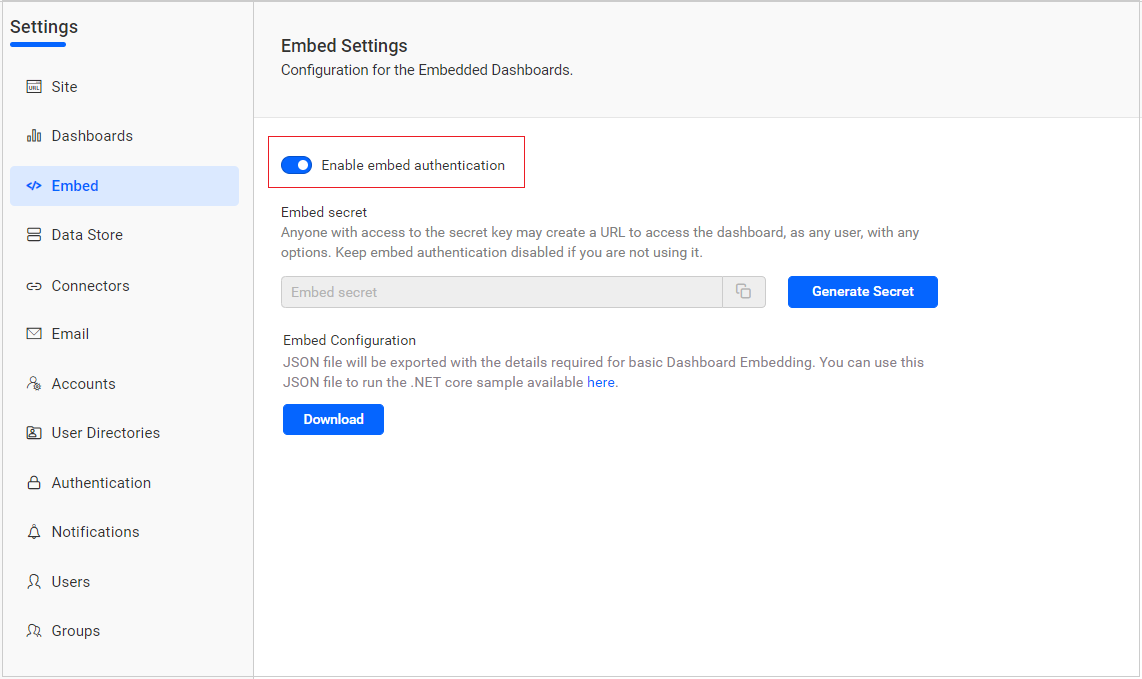 Settings
URL Site
Dashboards
Embed
Data Store
Connectors
Email
Accounts
User Directories
Authentication
Notifications
Users
Groups
Embed Settings
Configuration for the Embedded Dashboards.
Enable embed authentication
Embed secret
Anyone with access to the secret key may create a URL to access the dashboard, as any user, with any
options. Keep embed authentication disabled if you are not using it.
Embed secret
Generate Secret
Embed Configuration
JSON file will be exported with the details required for basic Dashboard Embedding. You can use this
JSON file to run the .NET core sample available here.
Download